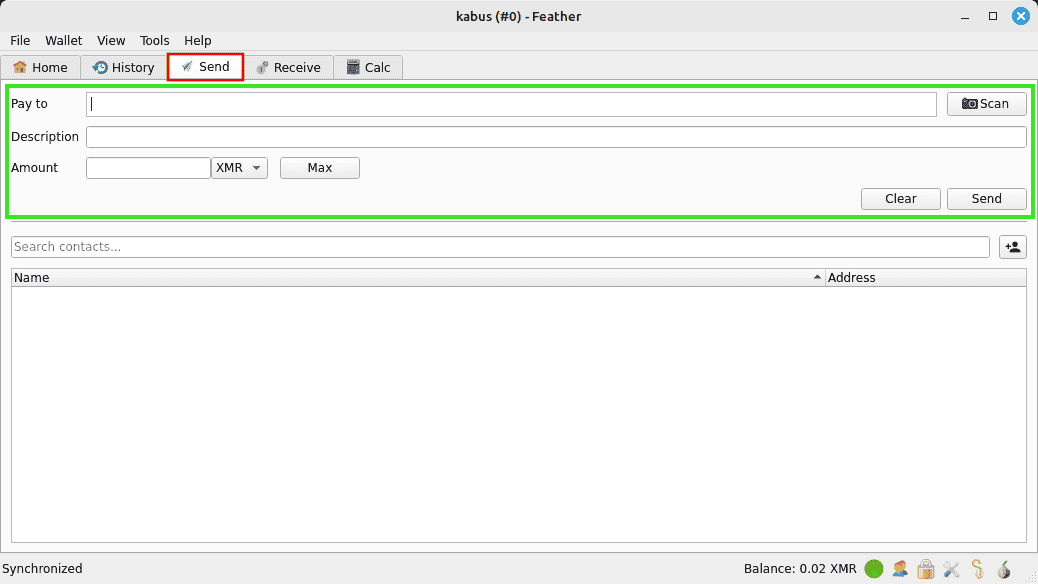 kabus (#0) - Feather
File Wallet View Tools Help
Home History Send Receive Calc
Pay to Scan
Description
Amount XMR Max
Clear Send
Search contacts...
Name Address
Synchronized Balance: 0.02 XMR